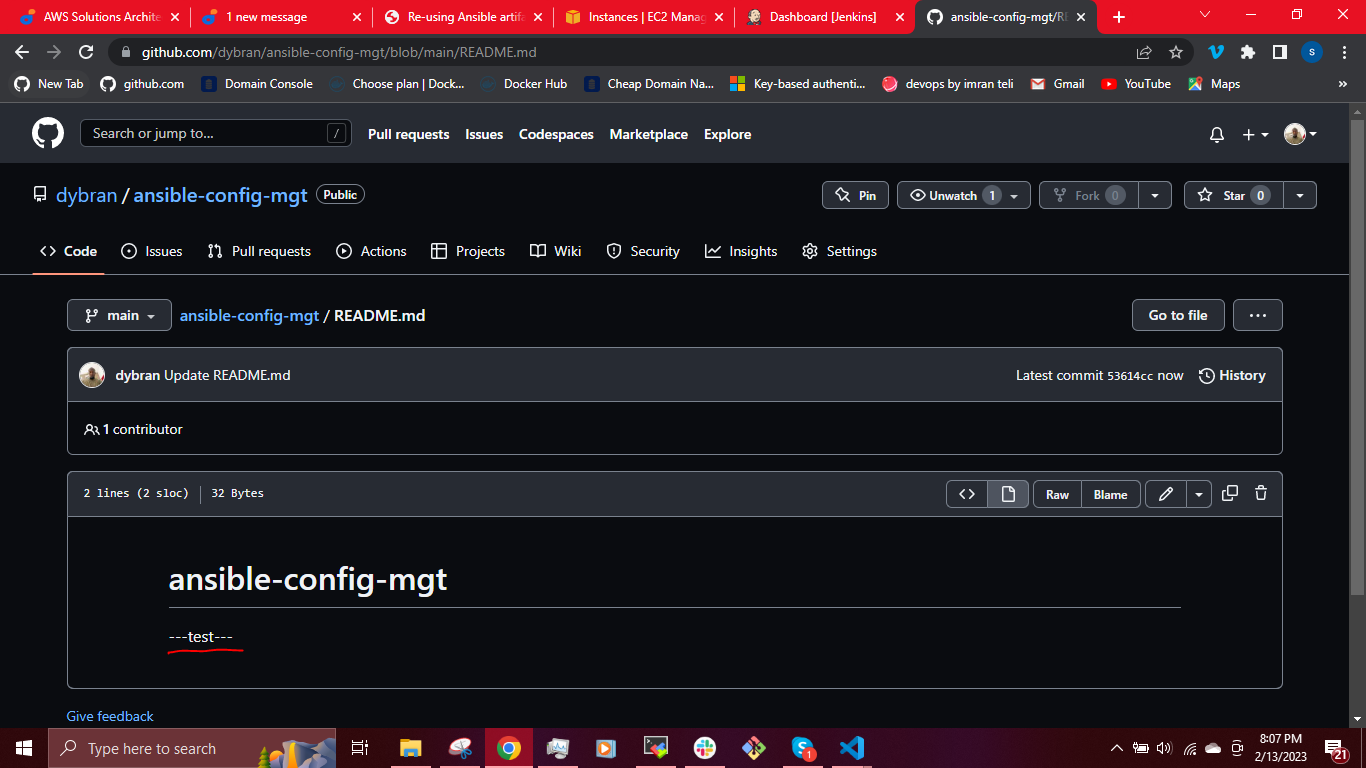 AWS Solutions Archite
1 new message
Re-using Ansible artifa
Instances | EC2 Manag
Dashboard [Jenkins]
ansible-config-mgt/RE
github.com/dybran/ansible-config-mgt/blob/main/README.md
S
New Tab
github.com
Domain Console
Choose plan | Dock...
Docker Hub
Cheap Domain Na...
Key-based authenti...
devops by imran teli
Gmail
YouTube
Maps
»
Search or jump to...
/
Pull requests
Issues
Codespaces
Marketplace
Explore
dybran / ansible-config-mgt
Public
Pin
Unwatch 1
Fork 0
Star 0
Code
Issues
Pull requests
Actions
Projects
Wiki
Security
Insights
Settings
main
ansible-config-mgt / README.md
Go to file
dybran Update README.md
Latest commit 53614cc now
History
1 contributor
2 lines (2 sloc)
32 Bytes
Raw
Blame
ansible-config-mgt
---test---
Give feedback
Type here to search
1
8:07 PM
2/13/2023
21